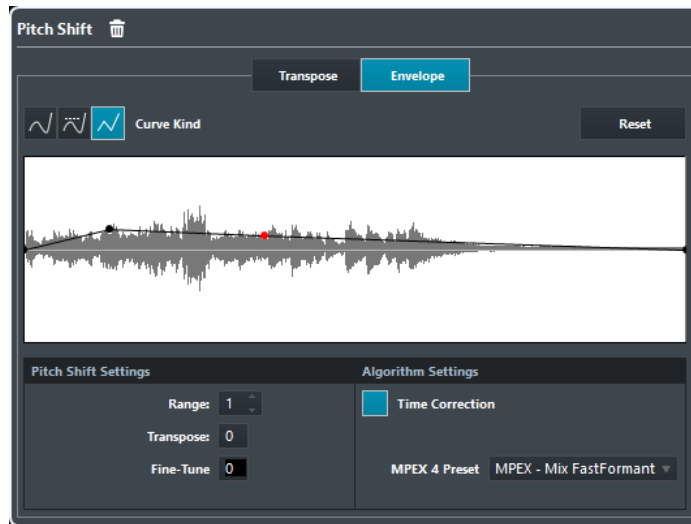 Pitch Shift
Transpose Envelope
Curve Kind Reset
Pitch Shift Settings Algorithm Settings
Range: 1 Time Correction
Transpose: 0
Fine-Tune 0 MPEX 4 Preset MPEX - Mix FastFormant